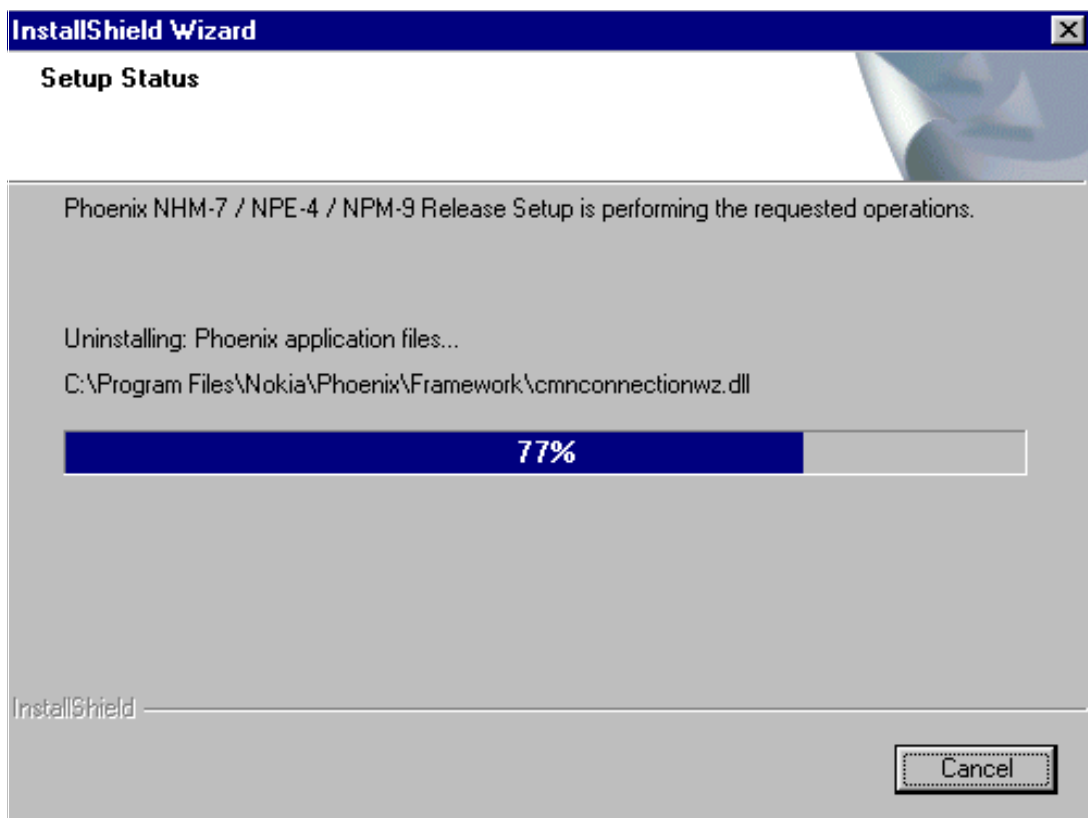 InstallShield Wizard
Setup Status
Phoenix NHM-7 / NPE-4 / NPM-9 Release Setup is performing the requested operations.
Uninstalling: Phoenix application files...
C:\Program Files\Nokia\Phoenix\Framework\cmnconnectionwz.dll
77%
InstallShield
Cancel